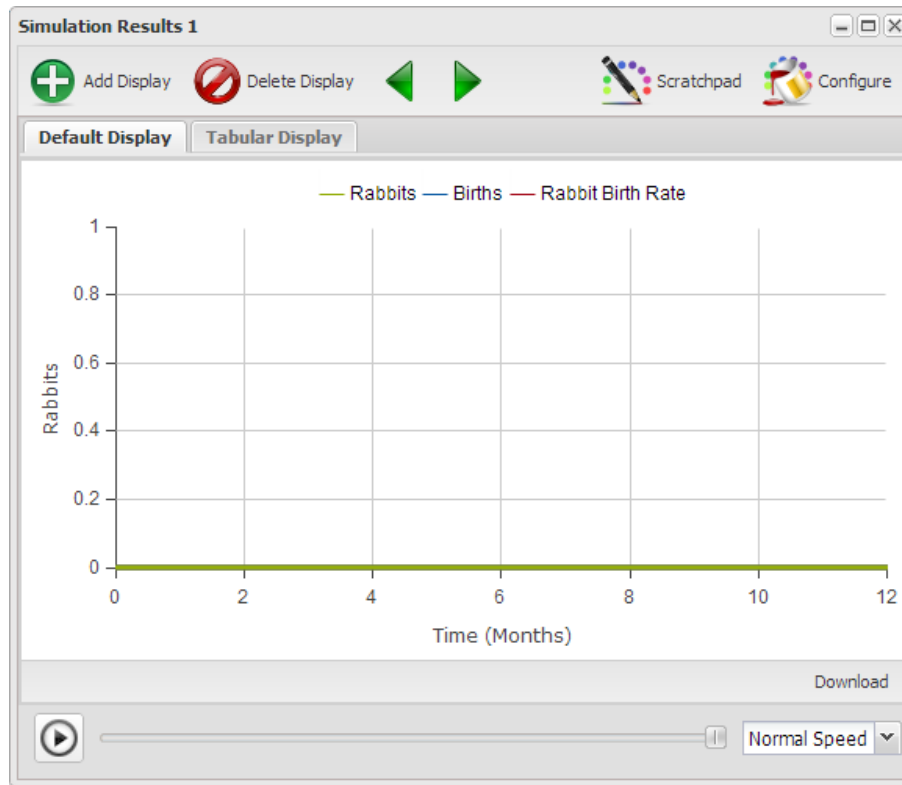 Simulation Results 1
Add Display Delete Display Scratchpad Configure
Default Display Tabular Display
Rabbits Births Rabbit Birth Rate
1
0.8
0.6
0.4
0.2
0
Rabbits
0 2 4 6 8 10 12
Time (Months)
Download
Normal Speed